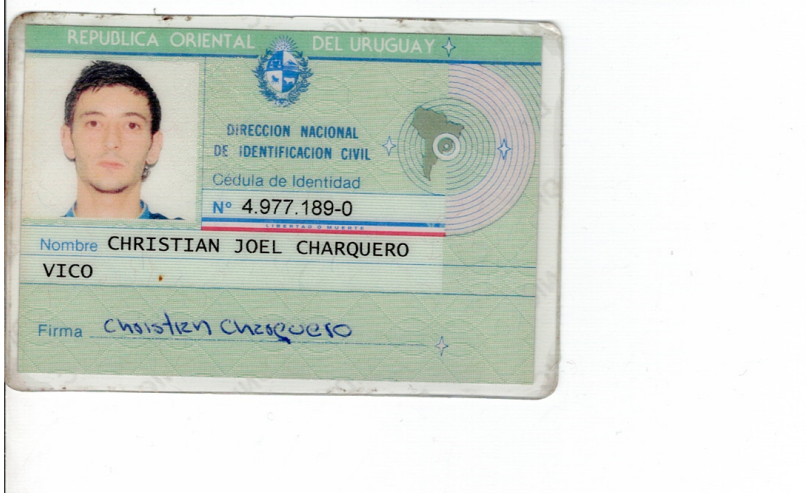 REPUBLICA ORIENTAL DEL URUGUAY
DIRECCION NACIONAL
DE IDENTIFICACION CIVIL
Cédula de Identidad
Nº 4.977.189-0
LIBERTAD O MUERTE
Nombre CHRISTIAN JOEL CHARQUERO
VICO
Firma Christian Charquero